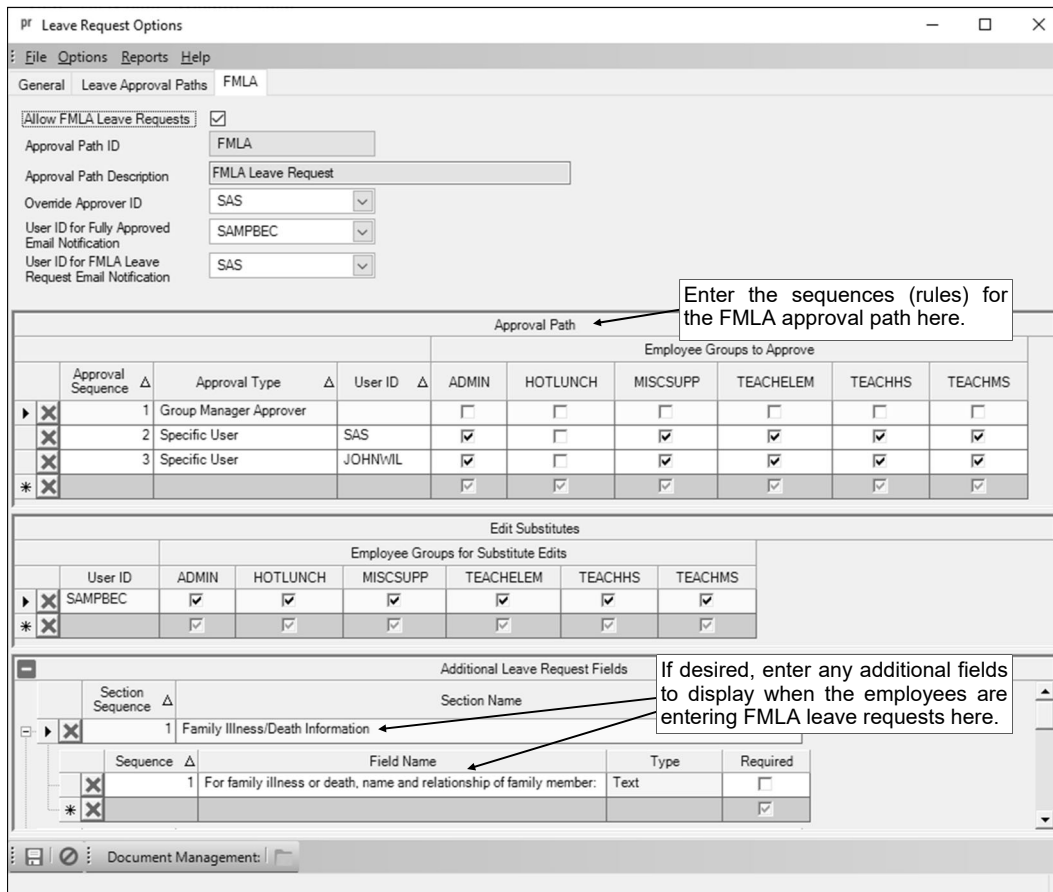 pr Leave Request Options
File Options Reports Help
General Leave Approval Paths FMLA
Allow FMLA Leave Requests
Approval Path ID FMLA
Approval Path Description FMLA Leave Request
Override Approver ID SAS
User ID for Fully Approved
Email Notification
SAMPBEC
User ID for FMLA Leave
Request Email Notification
SAS
Enter the sequences (rules) for
the FMLA approval path here.
Approval Path
Employee Groups to Approve
Approval
Sequence
Approval Type User ID ADMIN HOTLUNCH MISCSUPP TEACHELEM TEACHHS TEACHMS
1 Group Manager Approver
2 Specific User SAS
3 Specific User JOHNWIL
Edit Substitutes
Employee Groups for Substitute Edits
User ID ADMIN HOTLUNCH MISCSUPP TEACHELEM TEACHHS TEACHMS
SAMPBEC
Additional Leave Request Fields
If desired, enter any additional fields
to display when the employees are
entering FMLA leave requests here.
Section
Sequence
Section Name
1 Family Illness/Death Information
Sequence Field Name Type Required
1 For family illness or death, name and relationship of family member: Text
Document Management: